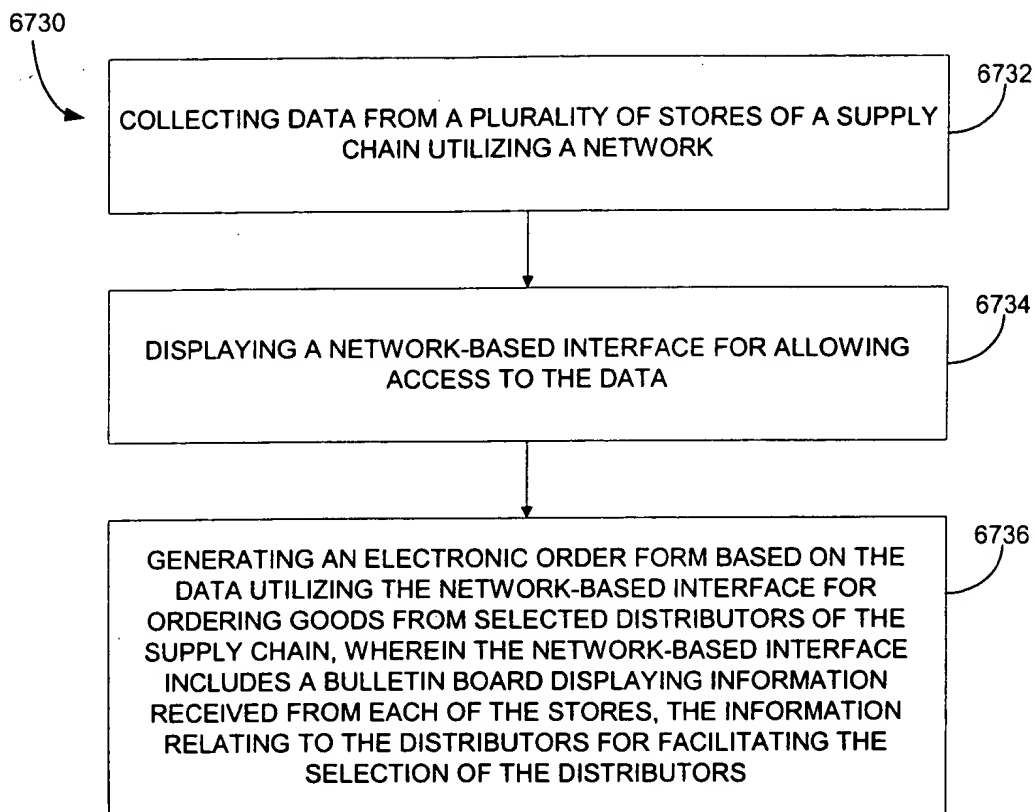 6730
6732
COLLECTING DATA FROM A PLURALITY OF STORES OF A SUPPLY
CHAIN UTILIZING A NETWORK
6734
DISPLAYING A NETWORK-BASED INTERFACE FOR ALLOWING
ACCESS TO THE DATA
6736
GENERATING AN ELECTRONIC ORDER FORM BASED ON THE
DATA UTILIZING THE NETWORK-BASED INTERFACE FOR
ORDERING GOODS FROM SELECTED DISTRIBUTORS OF THE
SUPPLY CHAIN, WHEREIN THE NETWORK-BASED INTERFACE
INCLUDES A BULLETIN BOARD DISPLAYING INFORMATION
RECEIVED FROM EACH OF THE STORES, THE INFORMATION
RELATING TO THE DISTRIBUTORS FOR FACILITATING THE
SELECTION OF THE DISTRIBUTORS